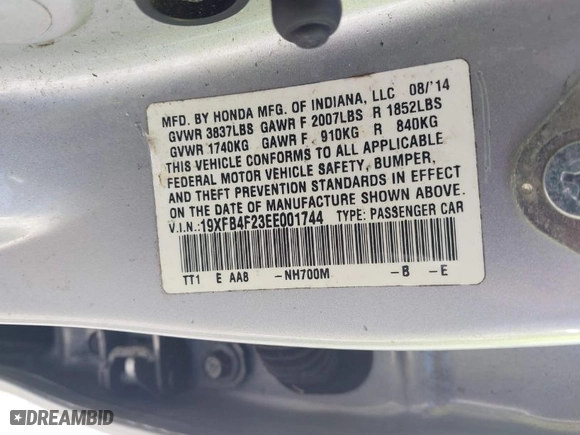 MFD. BY HONDA MFG. OF INDIANA, LLC 08/'14
GVWR 3837LBS GAWR F 2007LBS R 1852LBS
GVWR 1740KG GAWR F 910KG R 840KG
THIS VEHICLE CONFORMS TO ALL APPLICABLE
FEDERAL MOTOR VEHICLE SAFETY, BUMPER,
AND THEFT PREVENTION STANDARDS IN EFFECT
ON THE DATE OF MANUFACTURE SHOWN ABOVE.
V.I.N.:19XFB4F23EE001744 TYPE: PASSENGER CAR
TT1 E AA8 -NH700M -B -E
DREAMBID